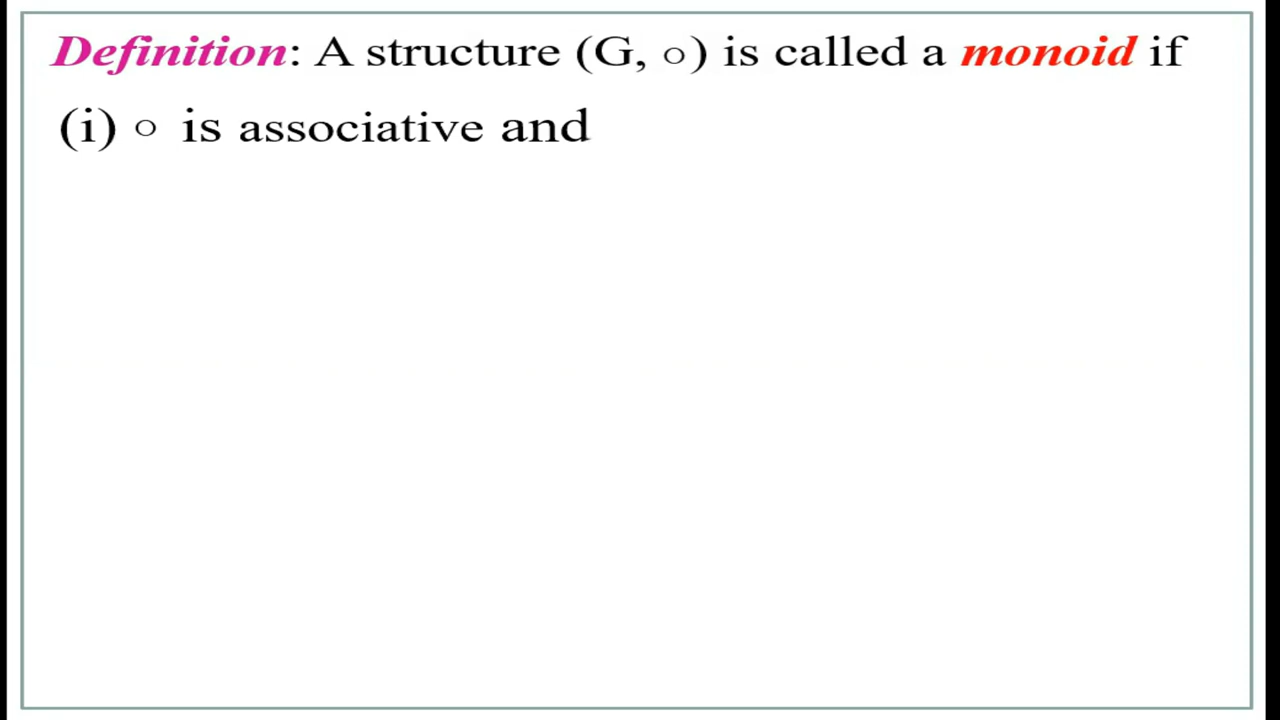 Definition: A structure (G, ∘) is called a monoid if
(i) ∘ is associative and